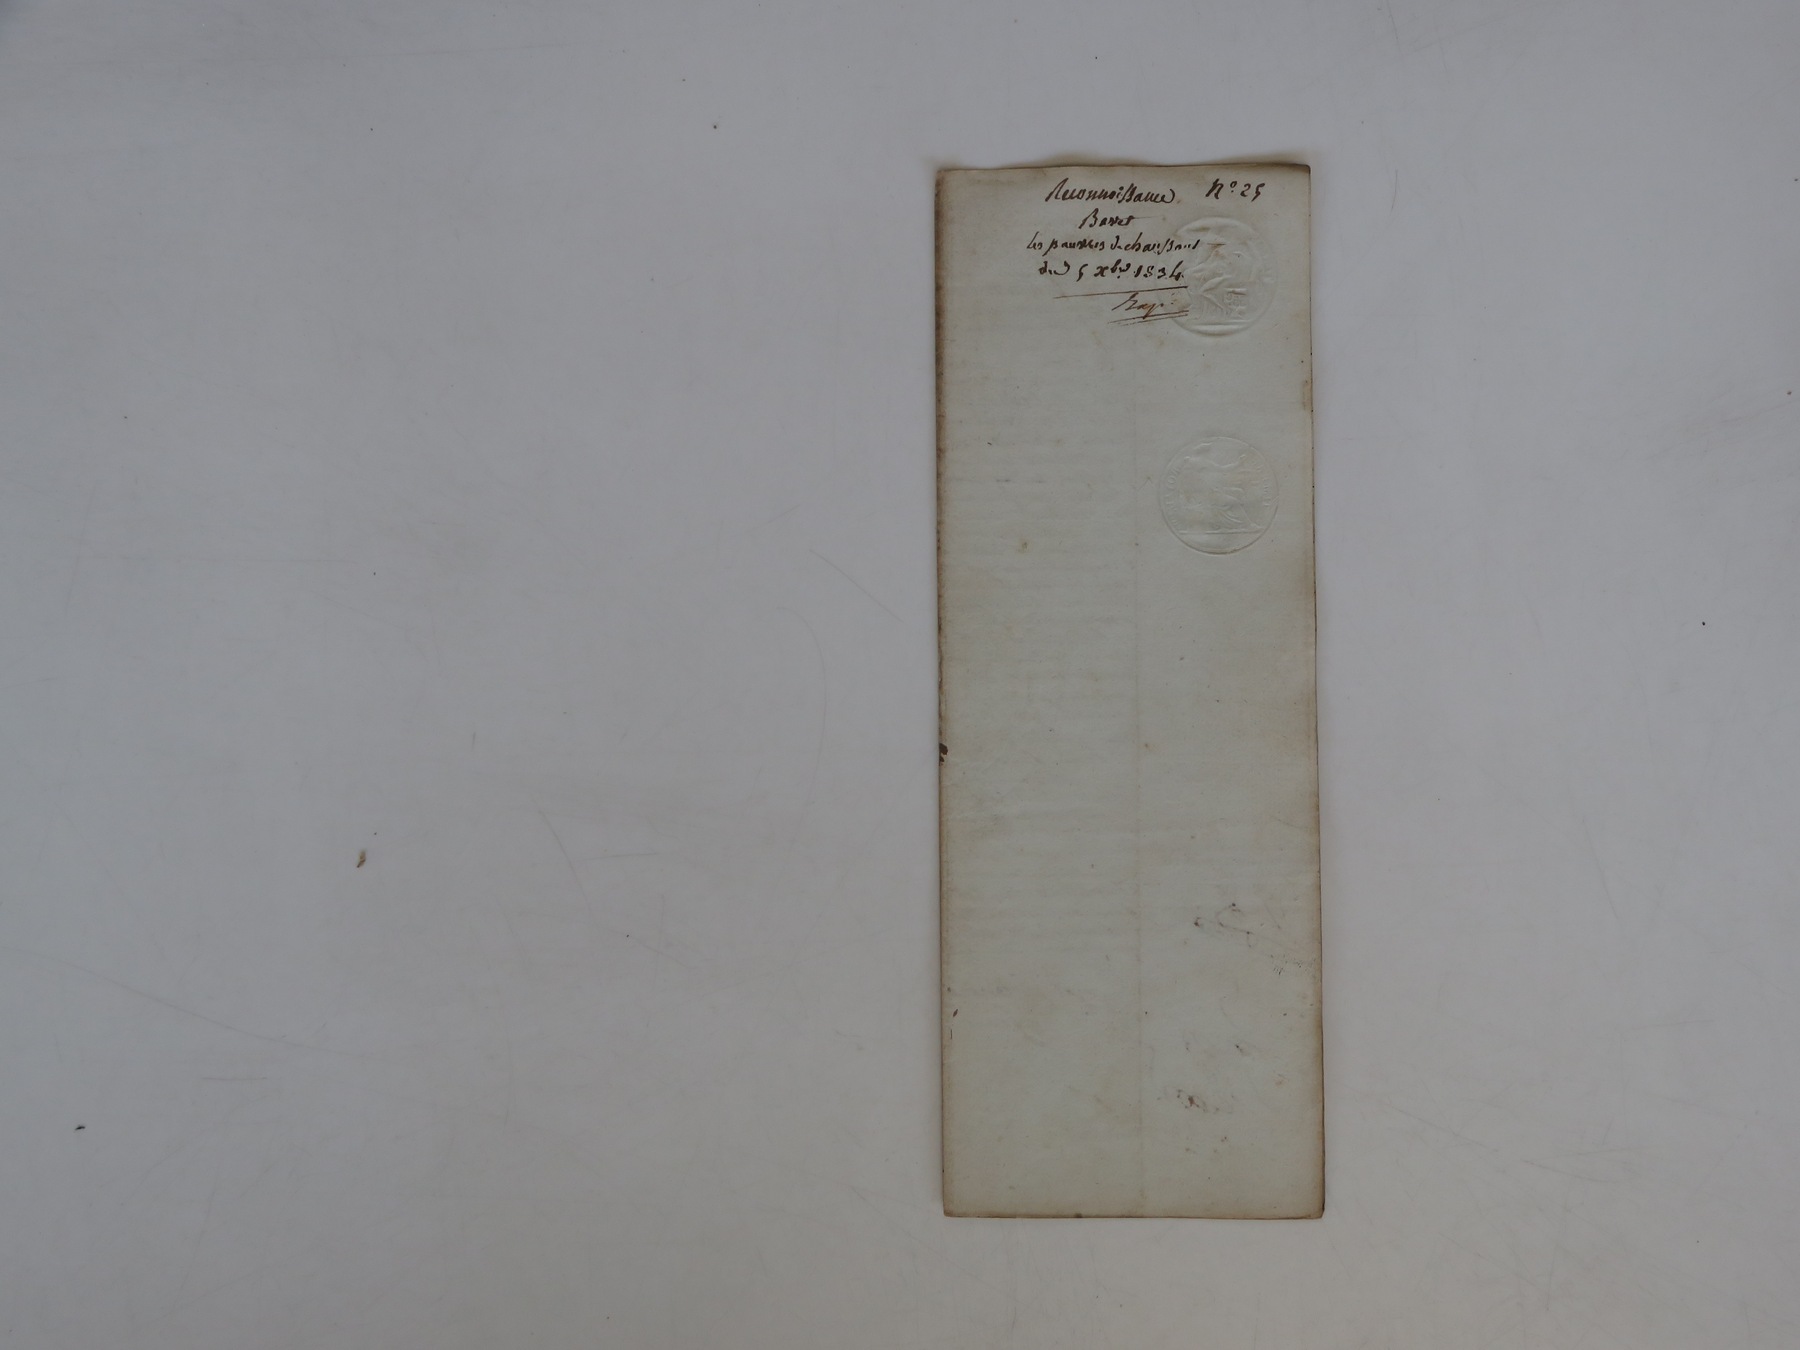 Reconnoissance N°. 25
Barret
les pauvres de chaussant
du 5 xbre 1834.